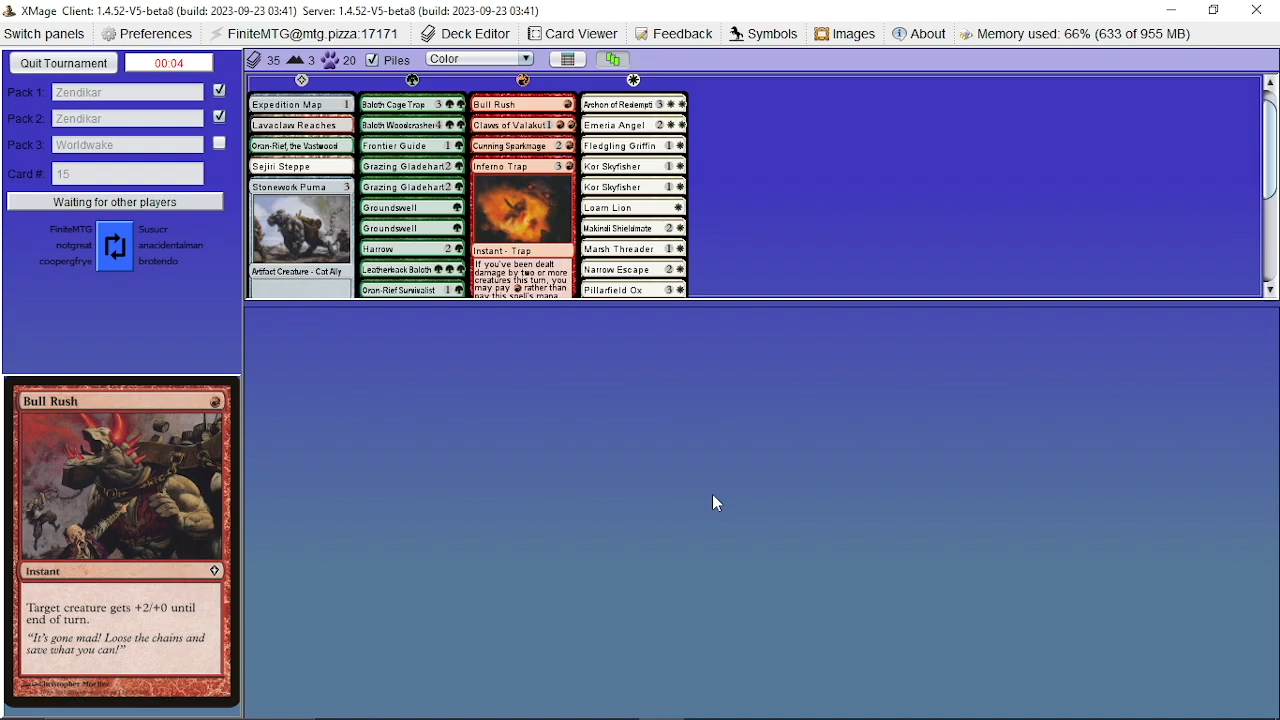 XMage Client: 1.4.52-V5-beta8 (build: 2023-09-23 03:41) Server: 1.4.52-V5-beta8 (build: 2023-09-23 03:41)
Switch panels Preferences FiniteMTG@mtg.pizza:17171 Deck Editor Card Viewer Feedback Symbols Images About Memory used: 66% (633 of 955 MB)
Quit Tournament 00:04
35 3 20 Piles Color
Pack 1: Zendikar
Pack 2: Zendikar
Pack 3: Worldwake
Card #: 15
Waiting for other players
FiniteMTG Susucr
notgreat anacidentalman
coopergfrye brotendo
Expedition Map 1
Lavaclaw Reaches
Oran-Rief, the Vastwood
Sejiri Steppe
Stonework Puma 3
Artifact Creature - Cat Ally
Baloth Cage Trap 3
Baloth Woodcrasher 4
Frontier Guide 1
Grazing Gladehart 2
Grazing Gladehart 2
Groundswell
Groundswell
Harrow 2
Leatherback Baloth
Oran-Rief Survivalist 1
Bull Rush
Claws of Valakut 1
Cunning Sparkmage 2
Inferno Trap 3
Instant - Trap
If you've been dealt
damage by two or more
creatures this turn, you
may pay rather than
pay this spell's mana
Archon of Redempti 3
Emeria Angel 2
Fledgling Griffin 1
Kor Skyfisher 1
Kor Skyfisher 1
Loam Lion
Makindi Shieldmate 2
Marsh Threader 1
Narrow Escape 2
Pillarfield Ox 3
Bull Rush
Instant
Target creature gets +2/+0 until
end of turn.
"It's gone mad! Loose the chains and
save what you can!"
Christopher Moeller